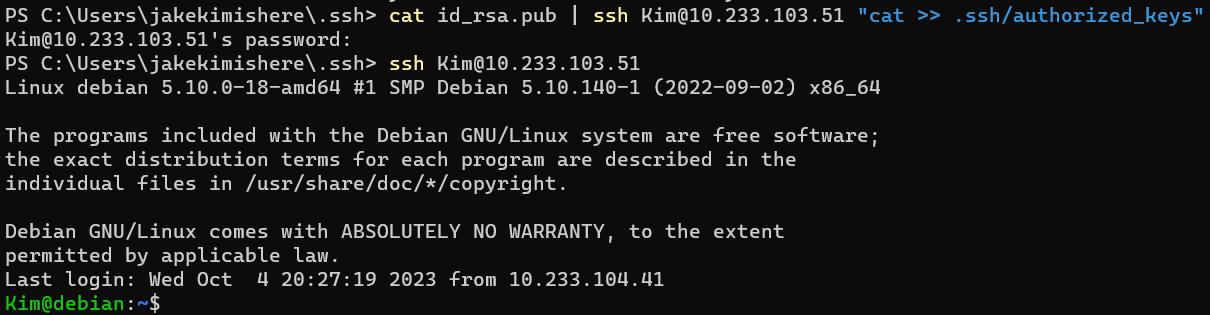 PS C:\Users\jakekimishere\.ssh> cat id_rsa.pub | ssh Kim@10.233.103.51 "cat >> .ssh/authorized_keys"
Kim@10.233.103.51's password:
PS C:\Users\jakekimishere\.ssh> ssh Kim@10.233.103.51
Linux debian 5.10.0-18-amd64 #1 SMP Debian 5.10.140-1 (2022-09-02) x86_64

The programs included with the Debian GNU/Linux system are free software;
the exact distribution terms for each program are described in the
individual files in /usr/share/doc/*/copyright.

Debian GNU/Linux comes with ABSOLUTELY NO WARRANTY, to the extent
permitted by applicable law.
Last login: Wed Oct  4 20:27:19 2023 from 10.233.104.41
Kim@debian:~$